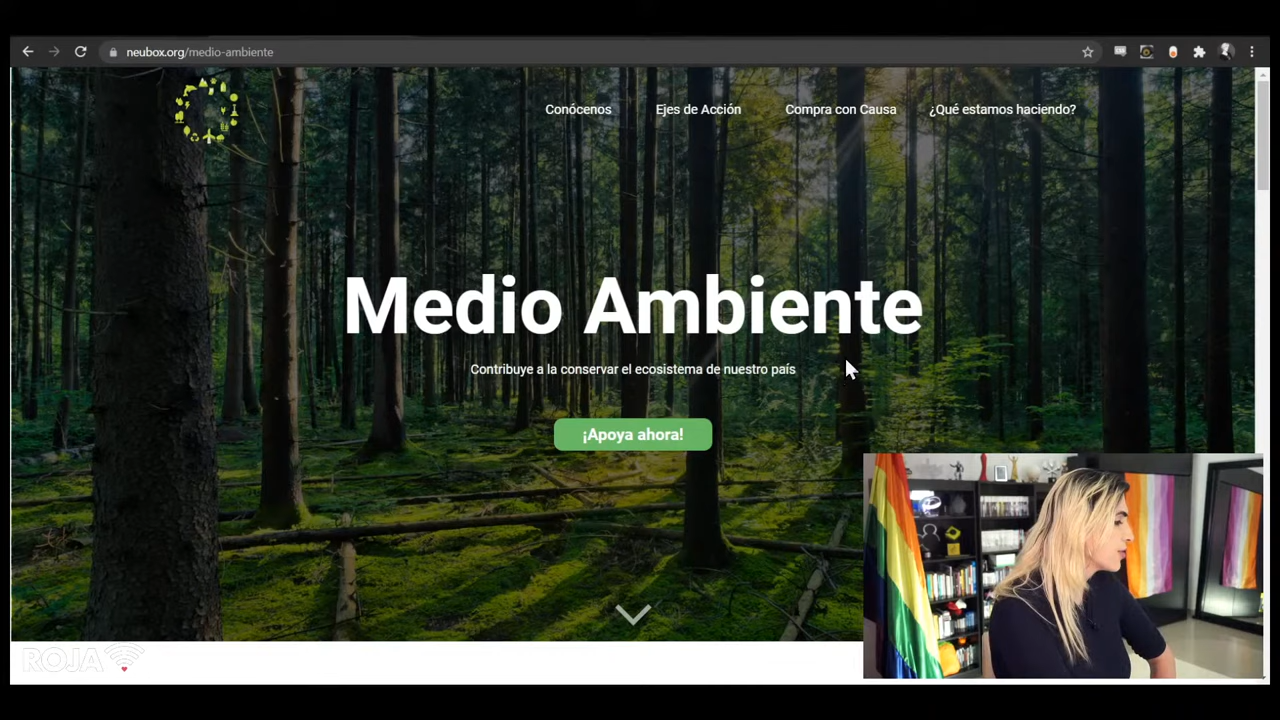 neubox.org/medio-ambiente
Conócenos Ejes de Acción Compra con Causa ¿Qué estamos haciendo?
Medio Ambiente
Contribuye a la conservar el ecosistema de nuestro país
¡Apoya ahora!
ROJA